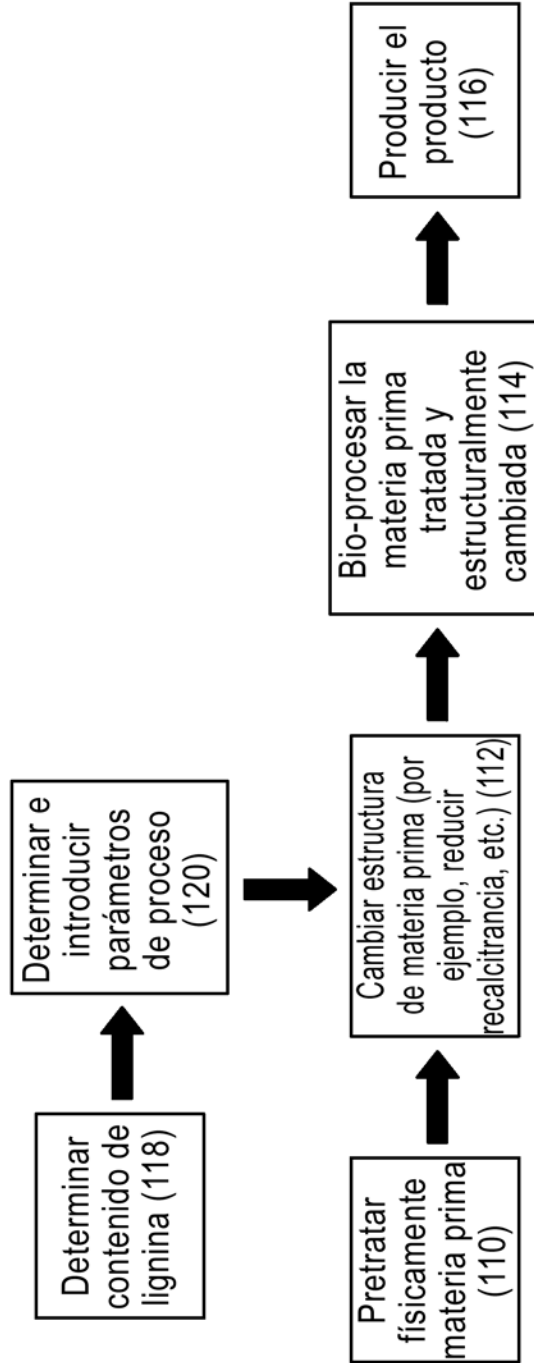 Determinar
contenido de
lignina (118)
Determinar e
introducir
parámetros
de proceso
(120)
Pretratar
físicamente
materia prima
(110)
Cambiar estructura
de materia prima (por
ejemplo, reducir
recalcitrancia, etc.) (112)
Bio-procesar la
materia prima
tratada y
estructuralmente
cambiada (114)
Producir el
producto
(116)